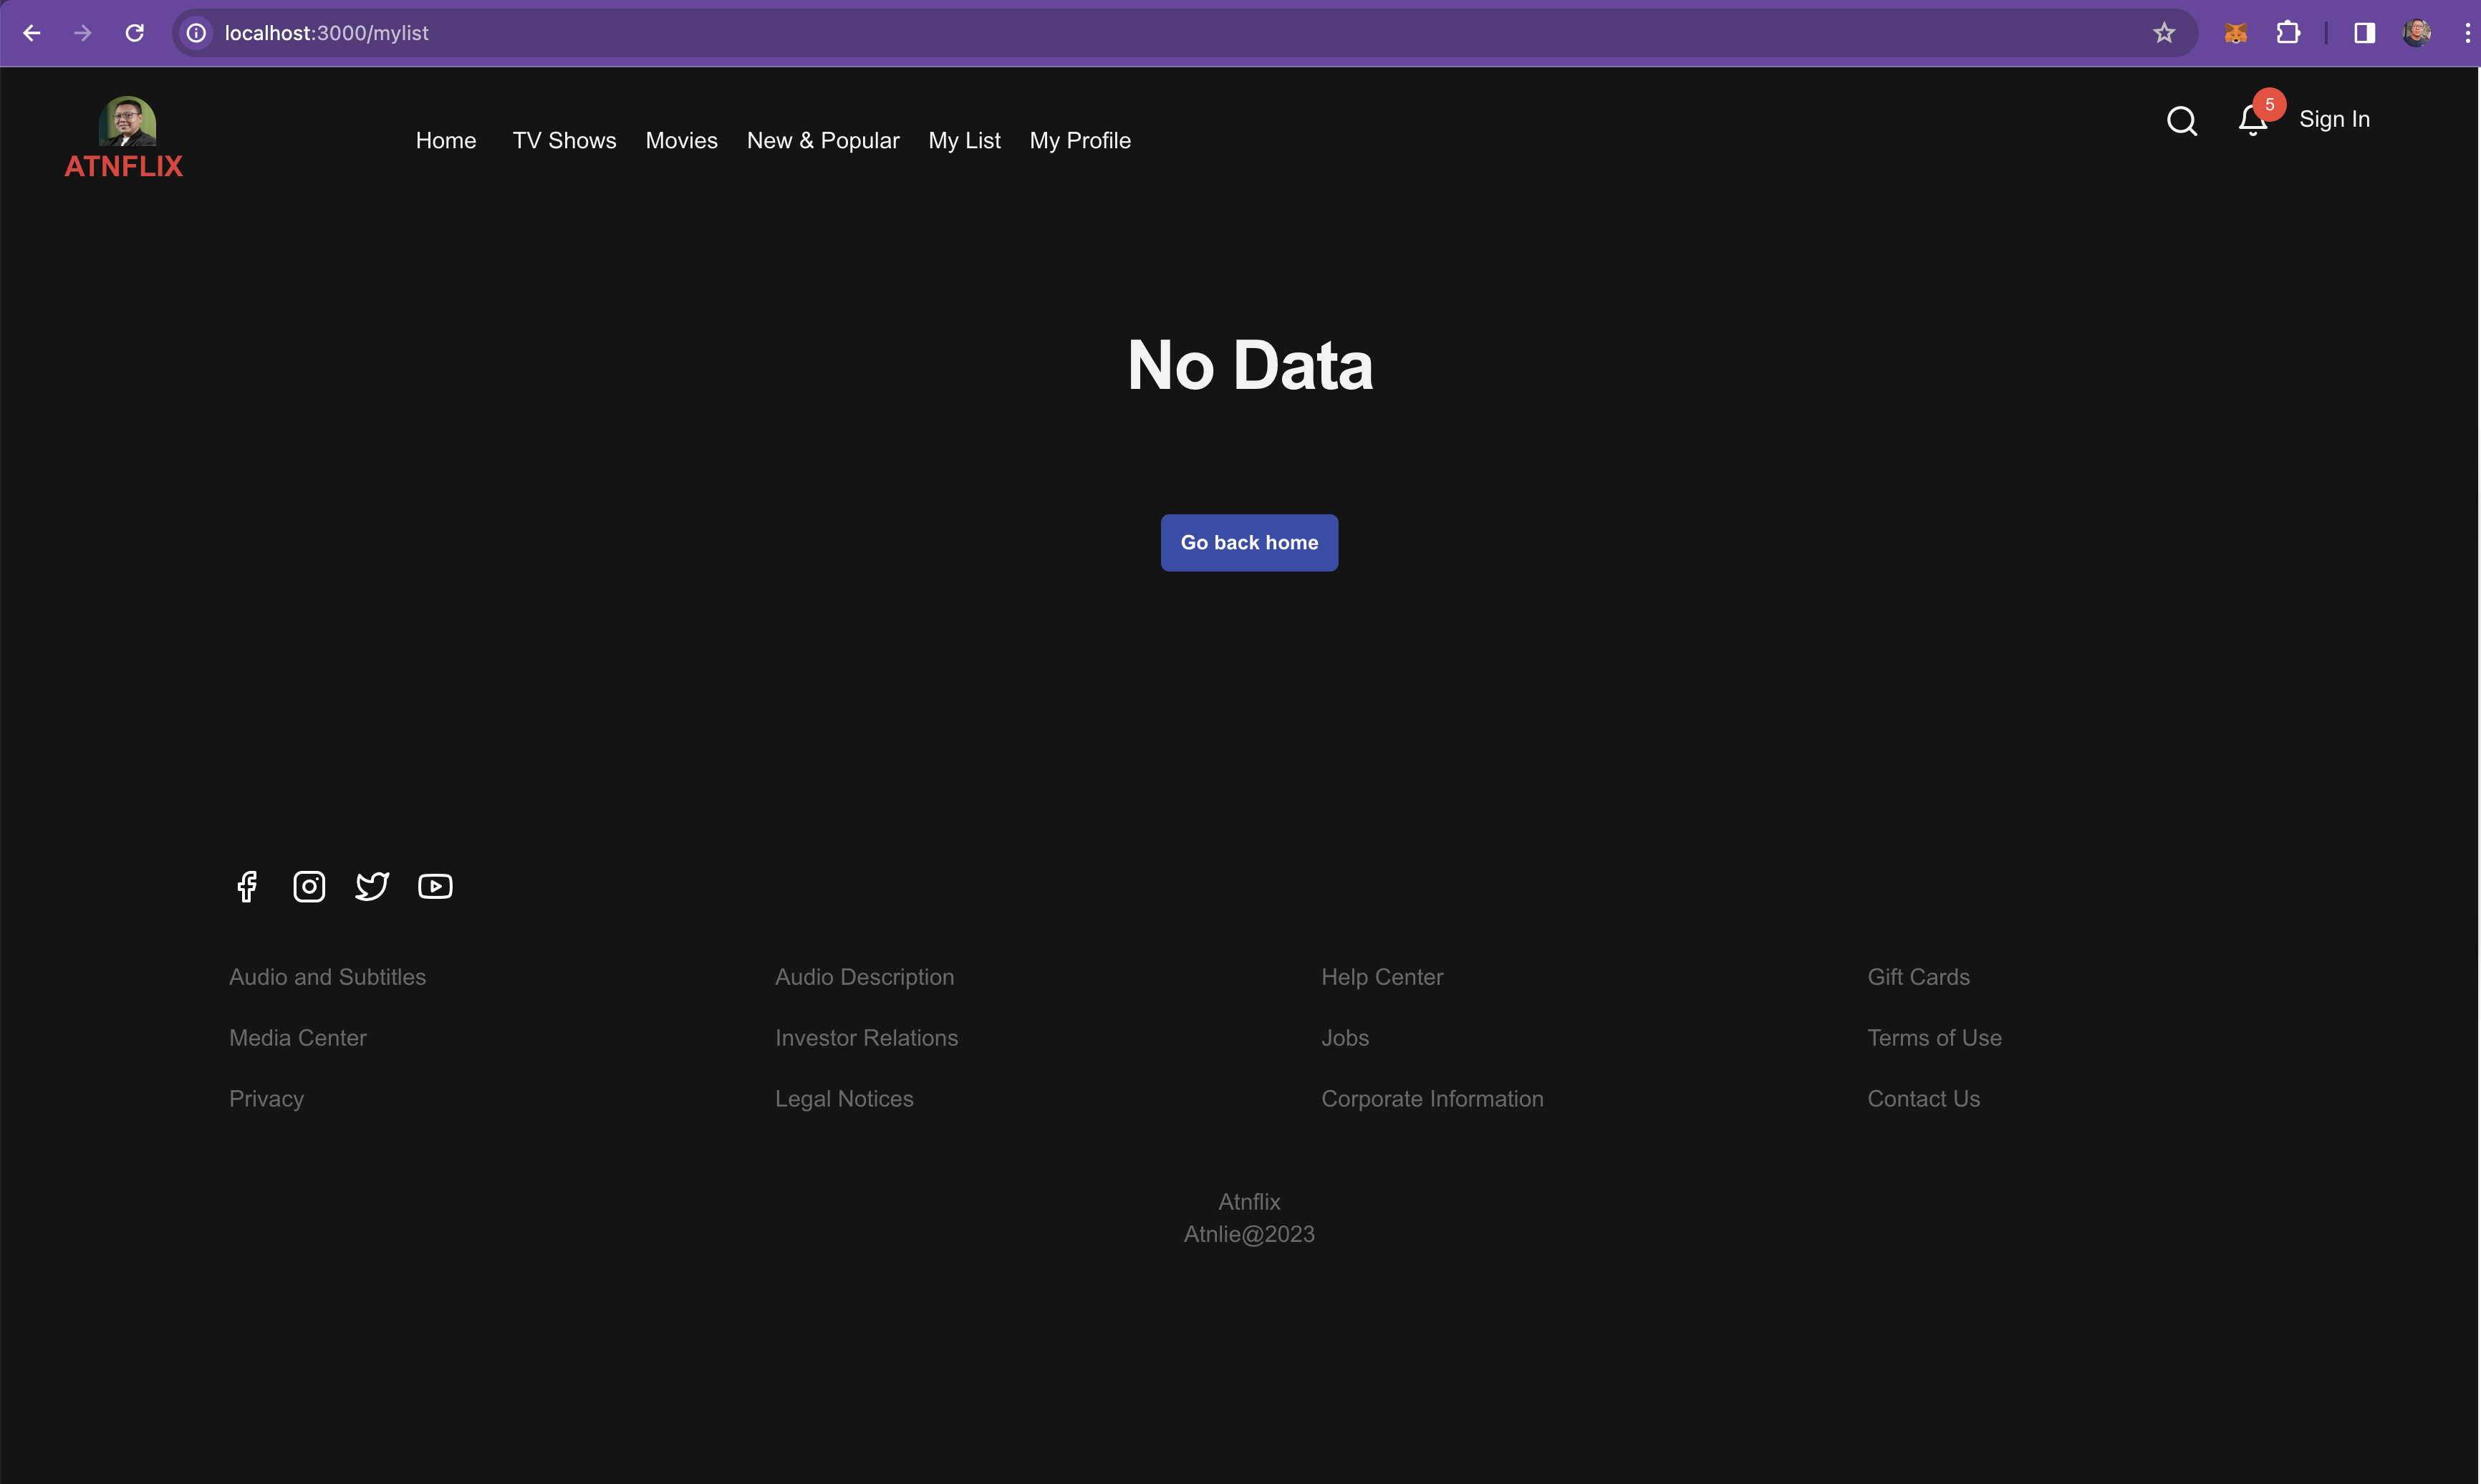 localhost:3000/mylist
ATNFLIX
Home TV Shows Movies New & Popular My List My Profile
5
Sign In
No Data
Go back home
Audio and Subtitles Audio Description Help Center Gift Cards
Media Center Investor Relations Jobs Terms of Use
Privacy Legal Notices Corporate Information Contact Us
Atnflix
Atnlie@2023